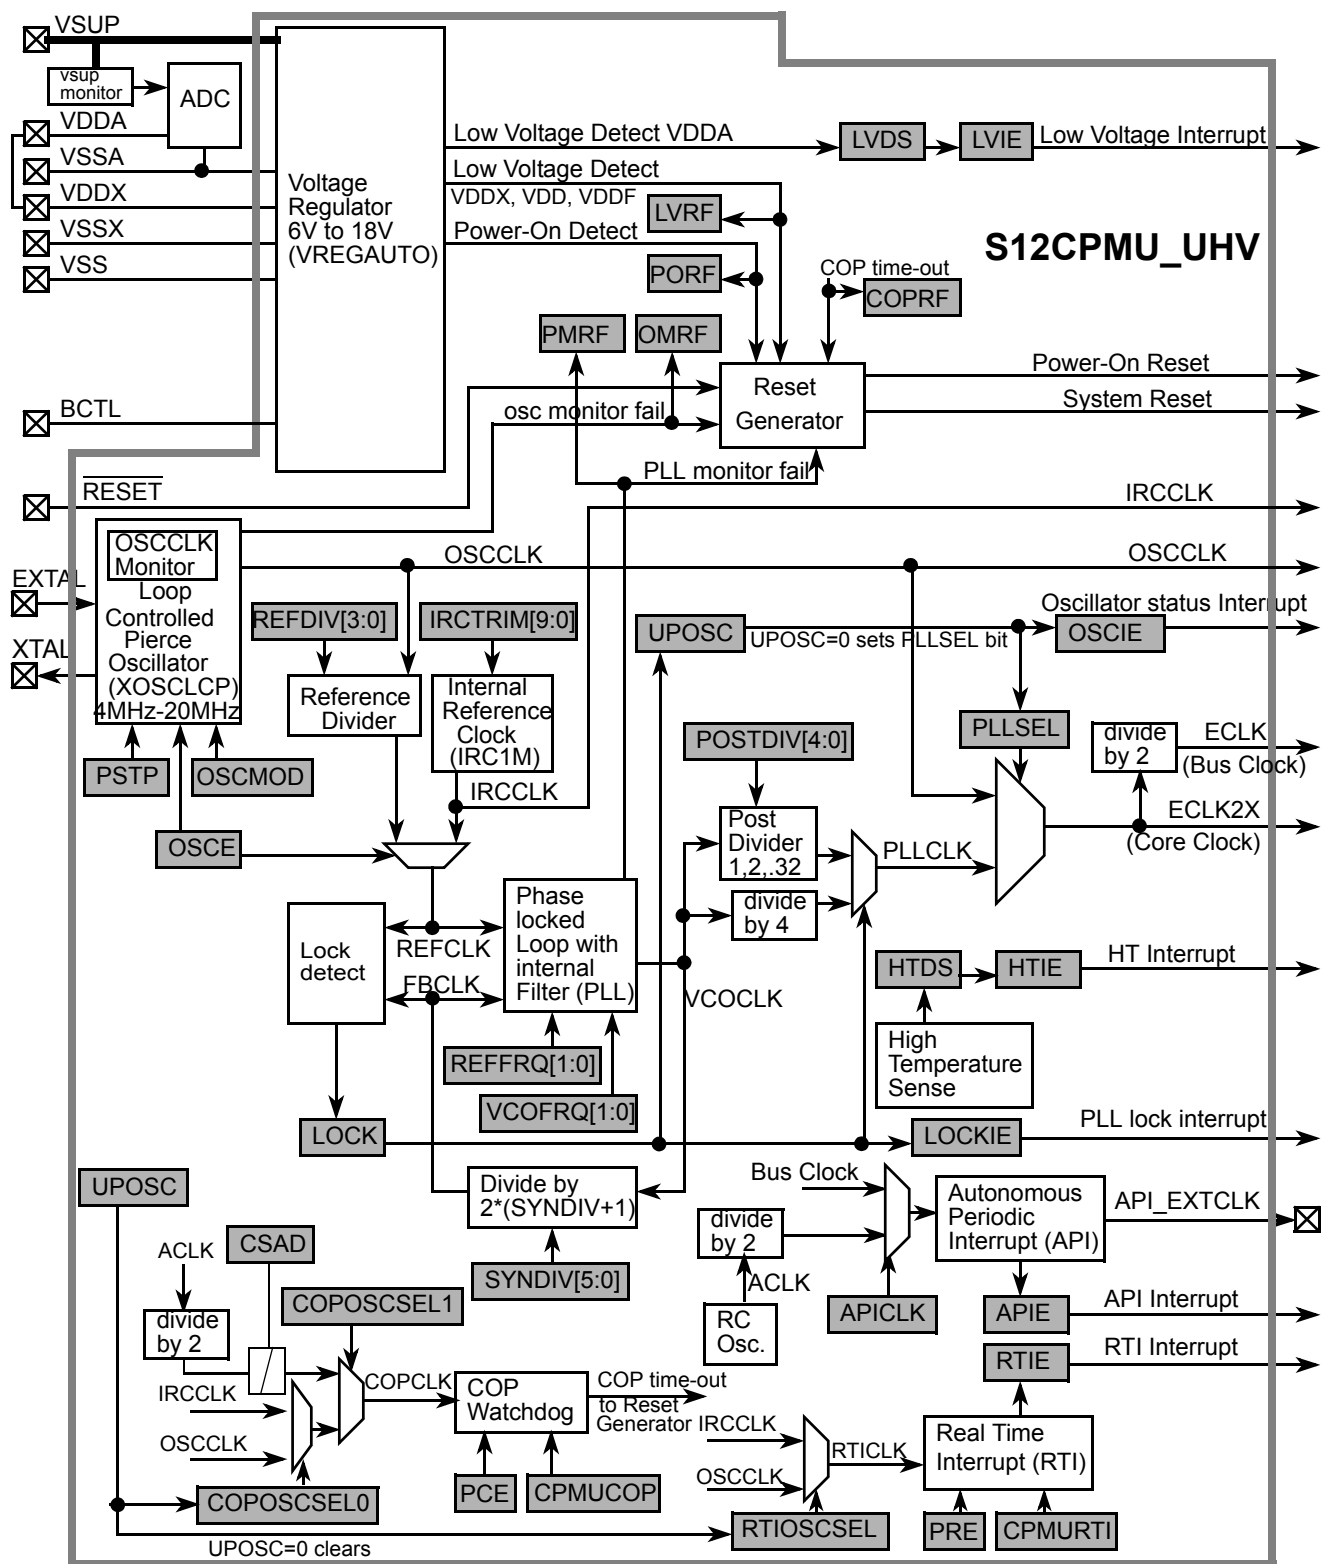 VSUP
vsup
monitor
ADC
VDDA
VSSA
VDDX
VSSX
VSS
BCTL
RESET
EXTAL
XTAL
Voltage
Regulator
6V to 18V
(VREGAUTO)
Low Voltage Detect VDDA
LVDS
LVIE
Low Voltage Interrupt
Low Voltage Detect
VDDX, VDD, VDDF
LVRF
Power-On Detect
PORF
S12CPMU_UHV
COP time-out
COPRF
PMRF
OMRF
osc monitor fail
Reset
Generator
Power-On Reset
System Reset
PLL monitor fail
IRCCLK
OSCCLK
Monitor
Loop
Controlled
Pierce
Oscillator
(XOSCLCP)
4MHz-20MHz
OSCCLK
OSCCLK
REFDIV[3:0]
IRCTRIM[9:0]
UPOSC
UPOSC=0 sets PLLSEL bit
Oscillator status Interrupt
OSCIE
Reference
Divider
Internal
Reference
Clock
(IRC1M)
PSTP
OSCMOD
OSCE
IRCCLK
POSTDIV[4:0]
PLLSEL
divide
by 2
ECLK
(Bus Clock)
ECLK2X
(Core Clock)
Post
Divider
1,2,.32
PLLCLK
divide
by 4
Lock
detect
REFCLK
FBCLK
Phase
locked
Loop with
internal
Filter (PLL)
VCOCLK
REFFRQ[1:0]
VCOFRQ[1:0]
HTDS
HTIE
HT Interrupt
High
Temperature
Sense
LOCK
LOCKIE
PLL lock interrupt
UPOSC
Divide by
2*(SYNDIV+1)
SYNDIV[5:0]
Bus Clock
divide
by 2
ACLK
RC
Osc.
APICLK
Autonomous
Periodic
Interrupt (API)
API_EXTCLK
APIE
API Interrupt
RTIE
RTI Interrupt
ACLK
CSAD
divide
by 2
COPOSCSEL1
IRCCLK
OSCCLK
COPCLK
COP
Watchdog
COP time-out
to Reset
Generator
PCE
CPMUCOP
COPOSCSEL0
UPOSC=0 clears
IRCCLK
OSCCLK
RTICLK
RTIOSCSEL
Real Time
Interrupt (RTI)
PRE
CPMURTI